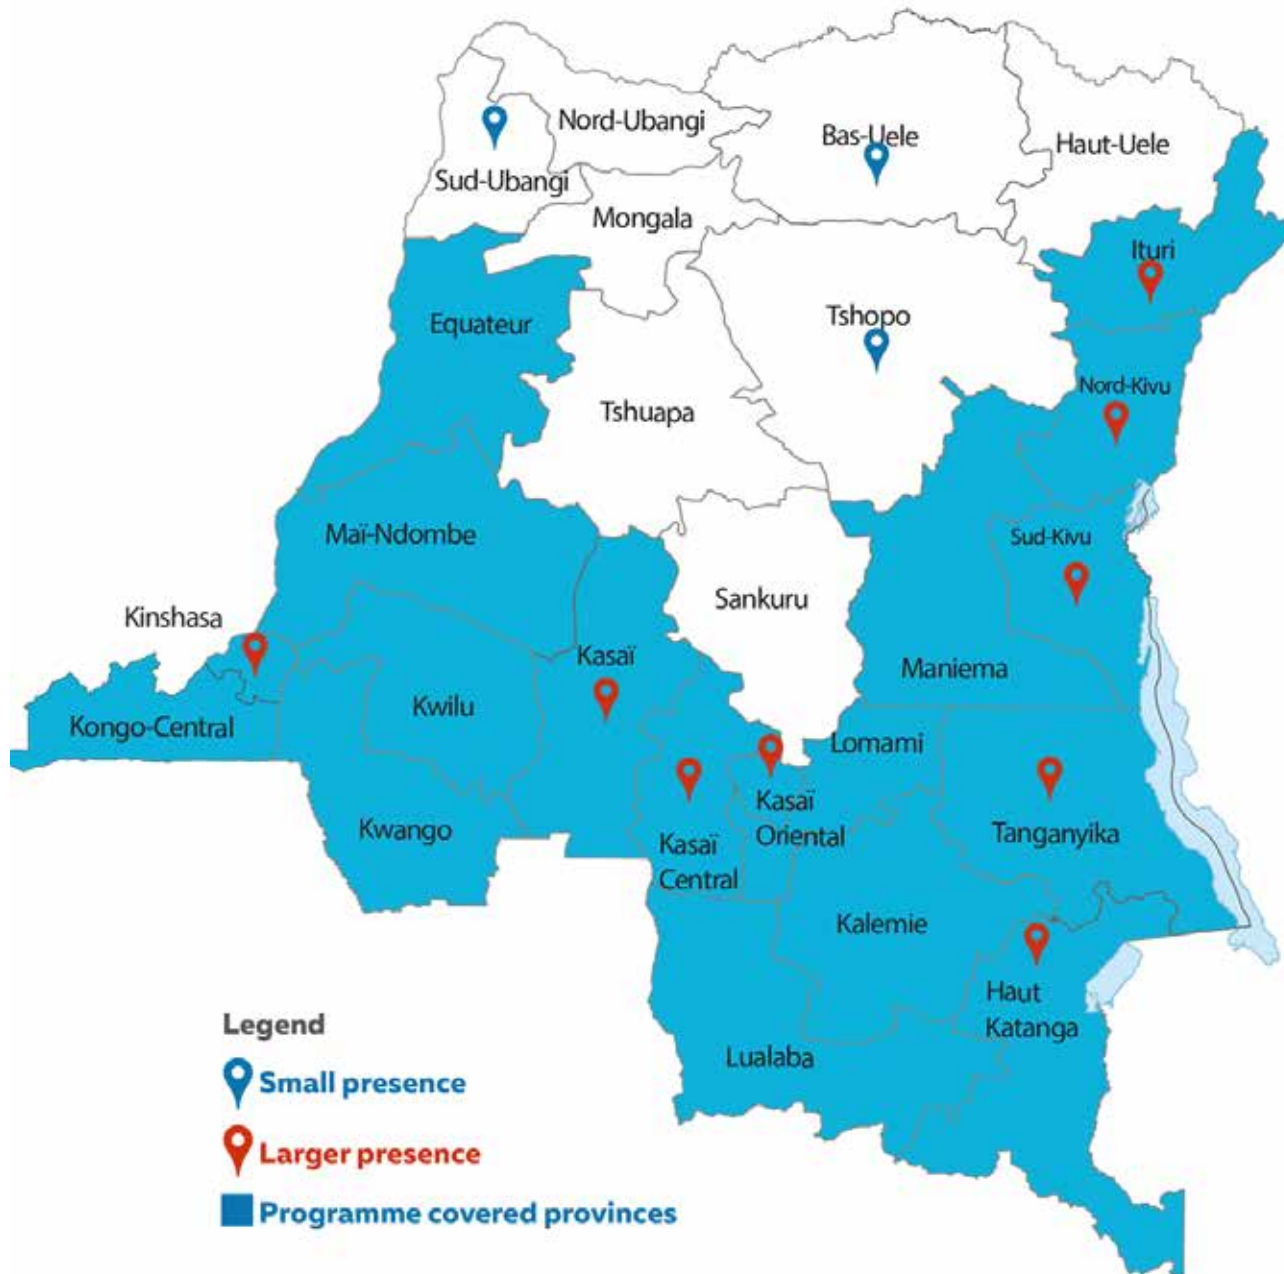 Nord-Ubangi
Bas-Uele
Haut-Uele
Sud-Ubangi
Mongala
Ituri
Equateur
Tshopo
Nord-Kivu
Tshuapa
Maï-Ndombe
Sud-Kivu
Sankuru
Kinshasa
Kasaï
Maniema
Kongo-Central
Kwilu
Lomami
Kasaï
Oriental
Tanganyika
Kwango
Kasaï
Central
Kalemie
Haut
Katanga
Lualaba
Legend
Small presence
Larger presence
Programme covered provinces